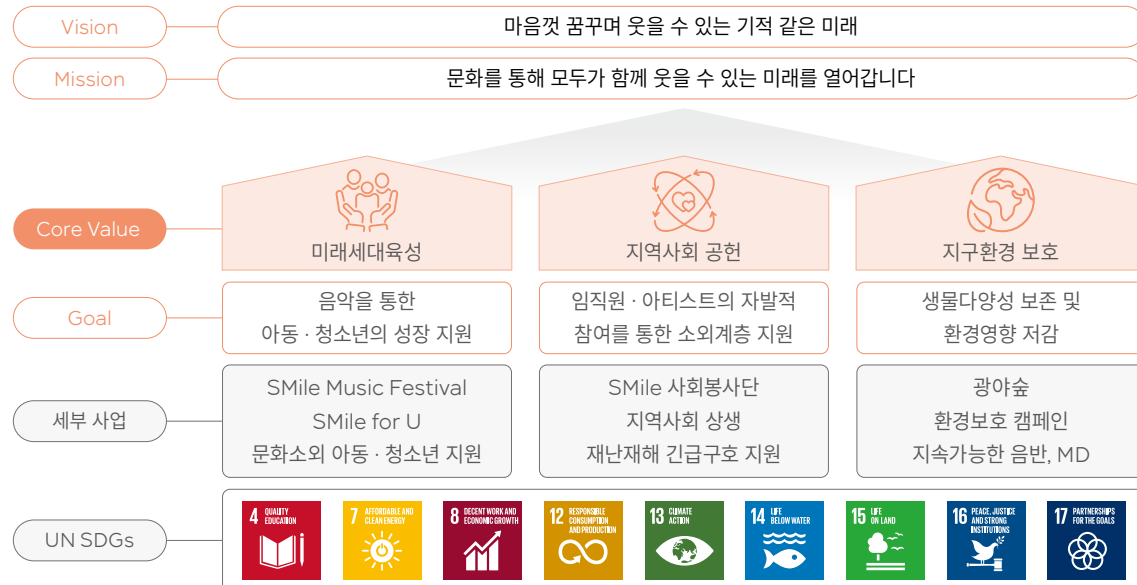 Vision
마음껏 꿈꾸며 웃을 수 있는 기적 같은 미래
Mission
문화를 통해 모두가 함께 웃을 수 있는 미래를 열어갑니다
Core Value
미래세대육성
지역사회 공헌
지구환경 보호
Goal
음악을 통한
아동 · 청소년의 성장 지원
임직원 · 아티스트의 자발적
참여를 통한 소외계층 지원
생물다양성 보존 및
환경영향 저감
세부 사업
SMile Music Festival
SMile for U
문화소외 아동 · 청소년 지원
SMile 사회봉사단
지역사회 상생
재난재해 긴급구호 지원
광야숲
환경보호 캠페인
지속가능한 음반, MD
UN SDGs
4 QUALITY
EDUCATION
7 AFFORDABLE AND
CLEAN ENERGY
8 DECENT WORK AND
ECONOMIC GROWTH
12 RESPONSIBLE
CONSUMPTION
AND PRODUCTION
13 CLIMATE
ACTION
14 LIFE
BELOW WATER
15 LIFE
ON LAND
16 PEACE, JUSTICE
AND STRONG
INSTITUTIONS
17 PARTNERSHIPS
FOR THE GOALS